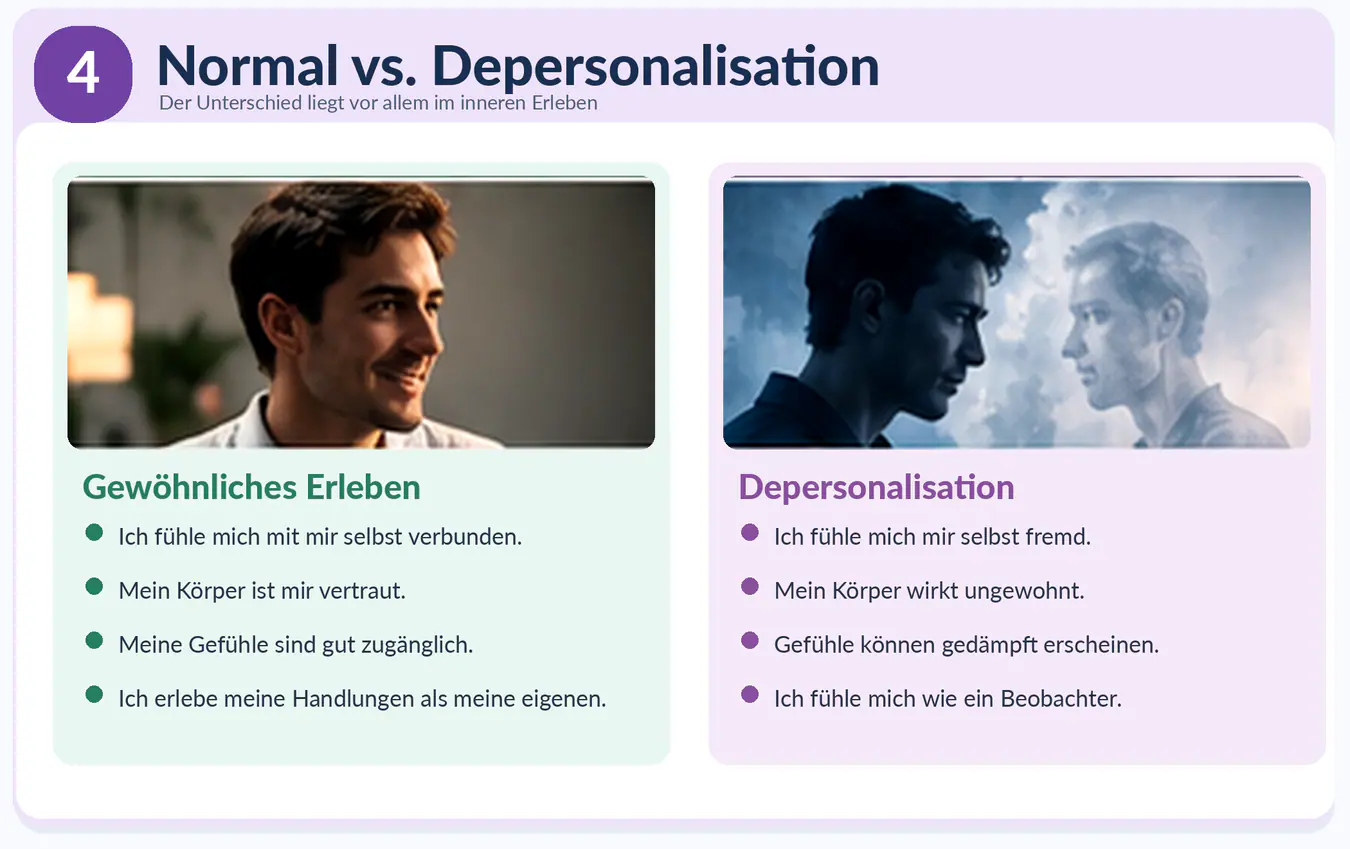 4
Normal vs. Depersonalisation
Der Unterschied liegt vor allem im inneren Erleben
Gewöhnliches Erleben
Ich fühle mich mit mir selbst verbunden.
Mein Körper ist mir vertraut.
Meine Gefühle sind gut zugänglich.
Ich erlebe meine Handlungen als meine eigenen.
Depersonalisation
Ich fühle mich mir selbst fremd.
Mein Körper wirkt ungewohnt.
Gefühle können gedämpft erscheinen.
Ich fühle mich wie ein Beobachter.